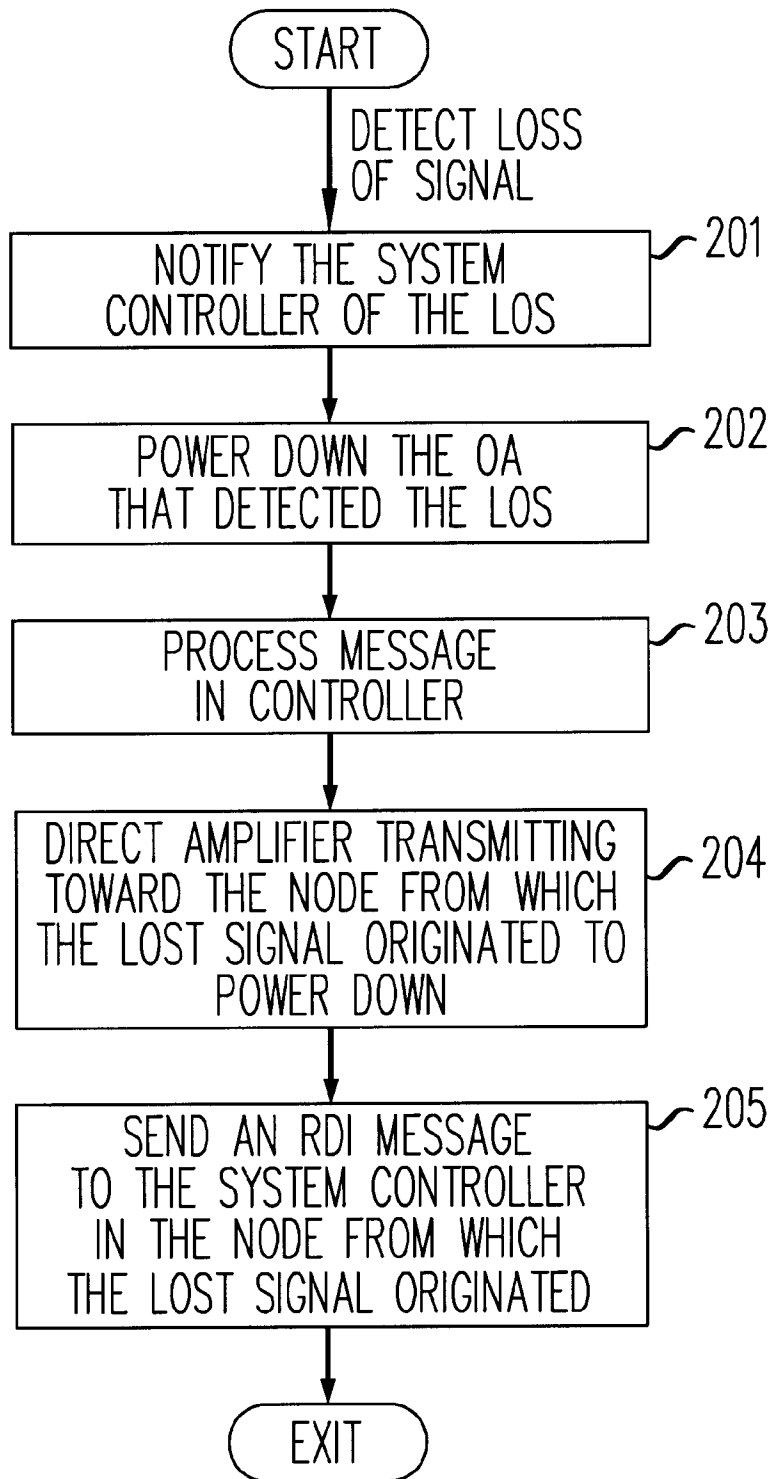 START
DETECT LOSS
OF SIGNAL
NOTIFY THE SYSTEM
CONTROLLER OF THE LOS
201
POWER DOWN THE OA
THAT DETECTED THE LOS
202
PROCESS MESSAGE
IN CONTROLLER
203
DIRECT AMPLIFIER TRANSMITTING
TOWARD THE NODE FROM WHICH
THE LOST SIGNAL ORIGINATED TO
POWER DOWN
204
SEND AN RDI MESSAGE
TO THE SYSTEM CONTROLLER
IN THE NODE FROM WHICH
THE LOST SIGNAL ORIGINATED
205
EXIT